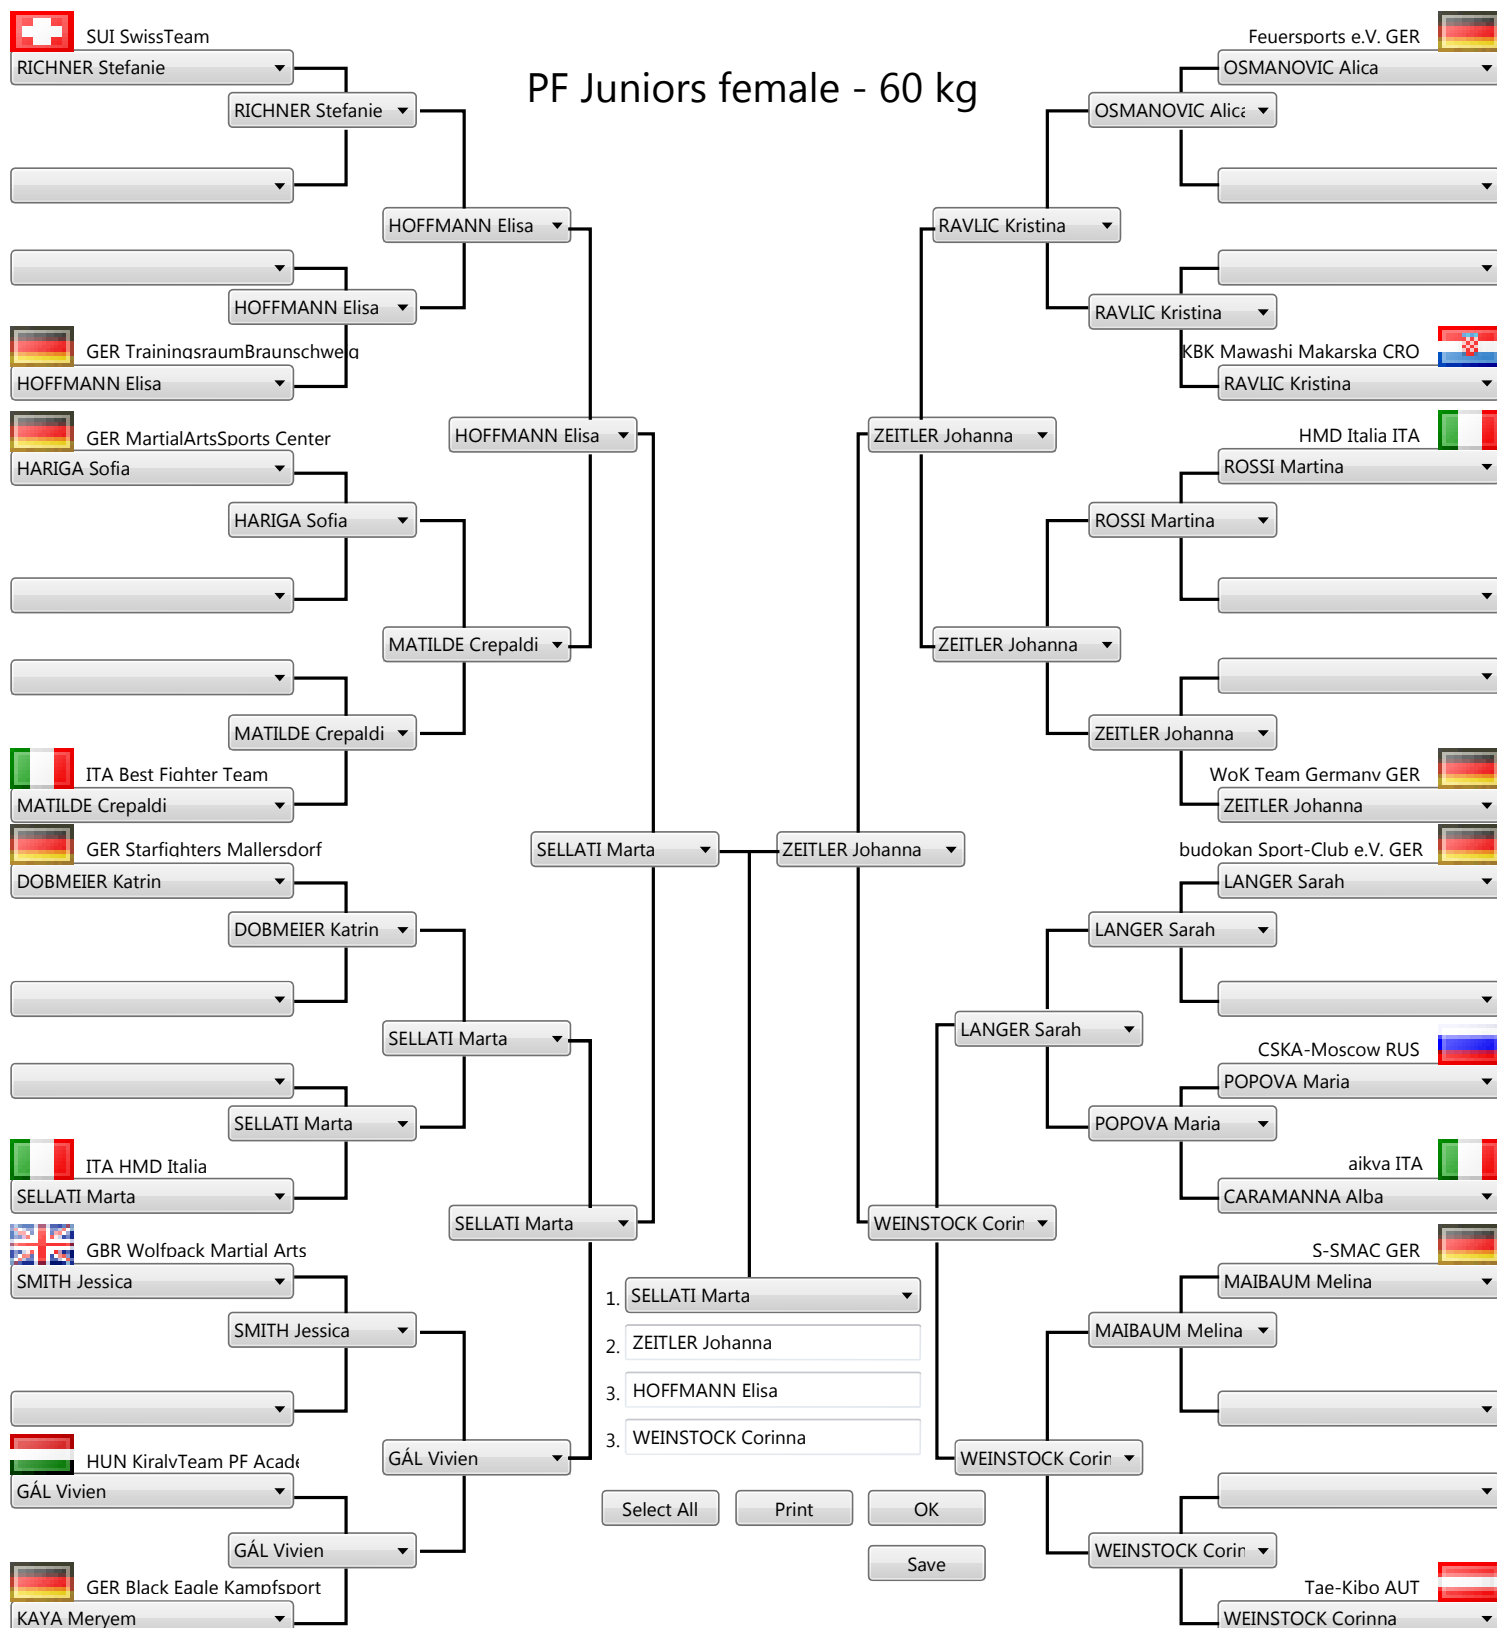 PF Juniors female - 60 kg
SUI SwissTeam
RICHNER Stefanie
RICHNER Stefanie
HOFFMANN Elisa
HOFFMANN Elisa
GER TrainingsraumBraunschweig
HOFFMANN Elisa
GER MartialArtsSports Center
HARIGA Sofia
HOFFMANN Elisa
HARIGA Sofia
MATILDE Crepaldi
MATILDE Crepaldi
ITA Best Fighter Team
MATILDE Crepaldi
GER Starfighters Mallersdorf
DOBMEIER Katrin
SELLATI Marta
DOBMEIER Katrin
SELLATI Marta
SELLATI Marta
ITA HMD Italia
SELLATI Marta
SELLATI Marta
GBR Wolfpack Martial Arts
SMITH Jessica
SMITH Jessica
GÁL Vivien
HUN KiralyTeam PF Acade
GÁL Vivien
GÁL Vivien
GER Black Eagle Kampfsport
KAYA Meryem
Feuersports e.V. GER
OSMANOVIC Alica
OSMANOVIC Alica
RAVLIC Kristina
RAVLIC Kristina
KBK Mawashi Makarska CRO
RAVLIC Kristina
HMD Italia ITA
ZEITLER Johanna
ROSSI Martina
ROSSI Martina
ZEITLER Johanna
ZEITLER Johanna
WoK Team Germany GER
ZEITLER Johanna
ZEITLER Johanna
budokan Sport-Club e.V. GER
LANGER Sarah
LANGER Sarah
LANGER Sarah
CSKA-Moscow RUS
POPOVA Maria
POPOVA Maria
aikya ITA
CARAMANNA Alba
WEINSTOCK Corin
S-SMAC GER
MAIBAUM Melina
MAIBAUM Melina
WEINSTOCK Corin
WEINSTOCK Corin
Tae-Kibo AUT
WEINSTOCK Corinna
1. SELLATI Marta
2. ZEITLER Johanna
3. HOFFMANN Elisa
3. WEINSTOCK Corinna
Select All Print OK
Save